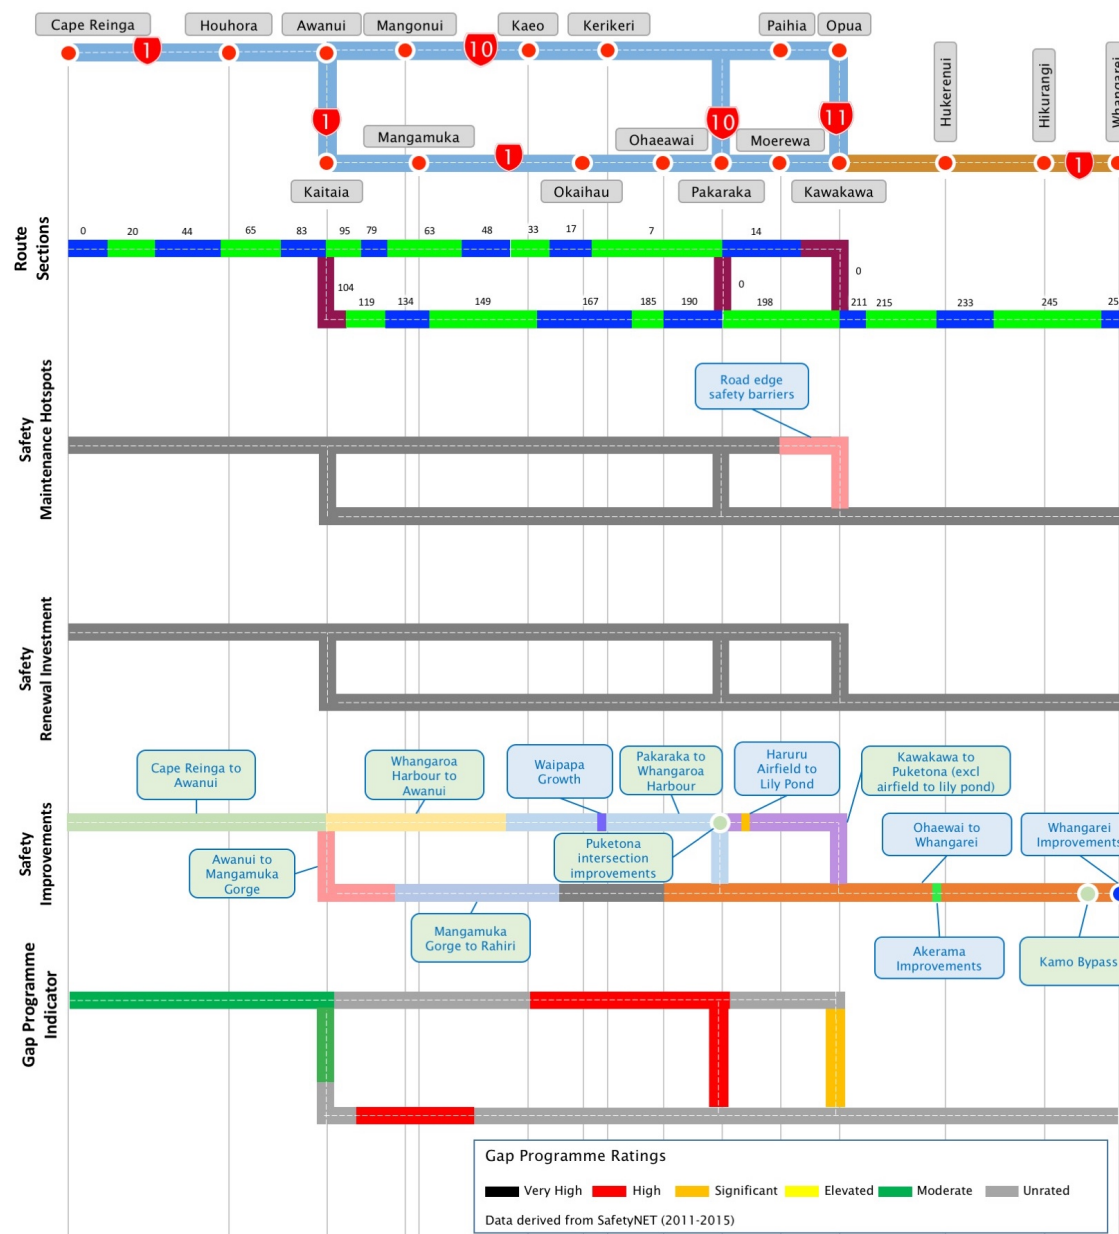 Cape Reinga
Houhora
Awanui
Mangonui
Kaeo
Kerikeri
Paihia
Opua
1
10
Hukerenui
Hikurangi
Whangarei
1
10
11
Mangamuka
Ohaeawai
Moerewa
1
1
Kaitaia
Okaihau
Pakaraka
Kawakawa
Route
Sections
0 20 44 65 83 95 79 63 48 33 17 7 14
0
0
104
119 134 149 167 185 190 198 211 215 233 245 25
Safety
Maintenance Hotspots
Road edge
safety barriers
Safety
Renewal Investment
Safety
Improvements
Cape Reinga to
Awanui
Whangaroa
Harbour to
Awanui
Waipapa
Growth
Pakaraka to
Whangaroa
Harbour
Haruru
Airfield to
Lily Pond
Kawakawa to
Puketona (excl
airfield to lily pond)
Awanui to
Mangamuka
Gorge
Puketona
intersection
improvements
Ohaewai to
Whangarei
Whangarei
Improvements
Mangamuka
Gorge to Rahiri
Akerama
Improvements
Kamo Bypass
Gap Programme
Indicator
Gap Programme Ratings
Very High
High
Significant
Elevated
Moderate
Unrated
Data derived from SafetyNET (2011-2015)